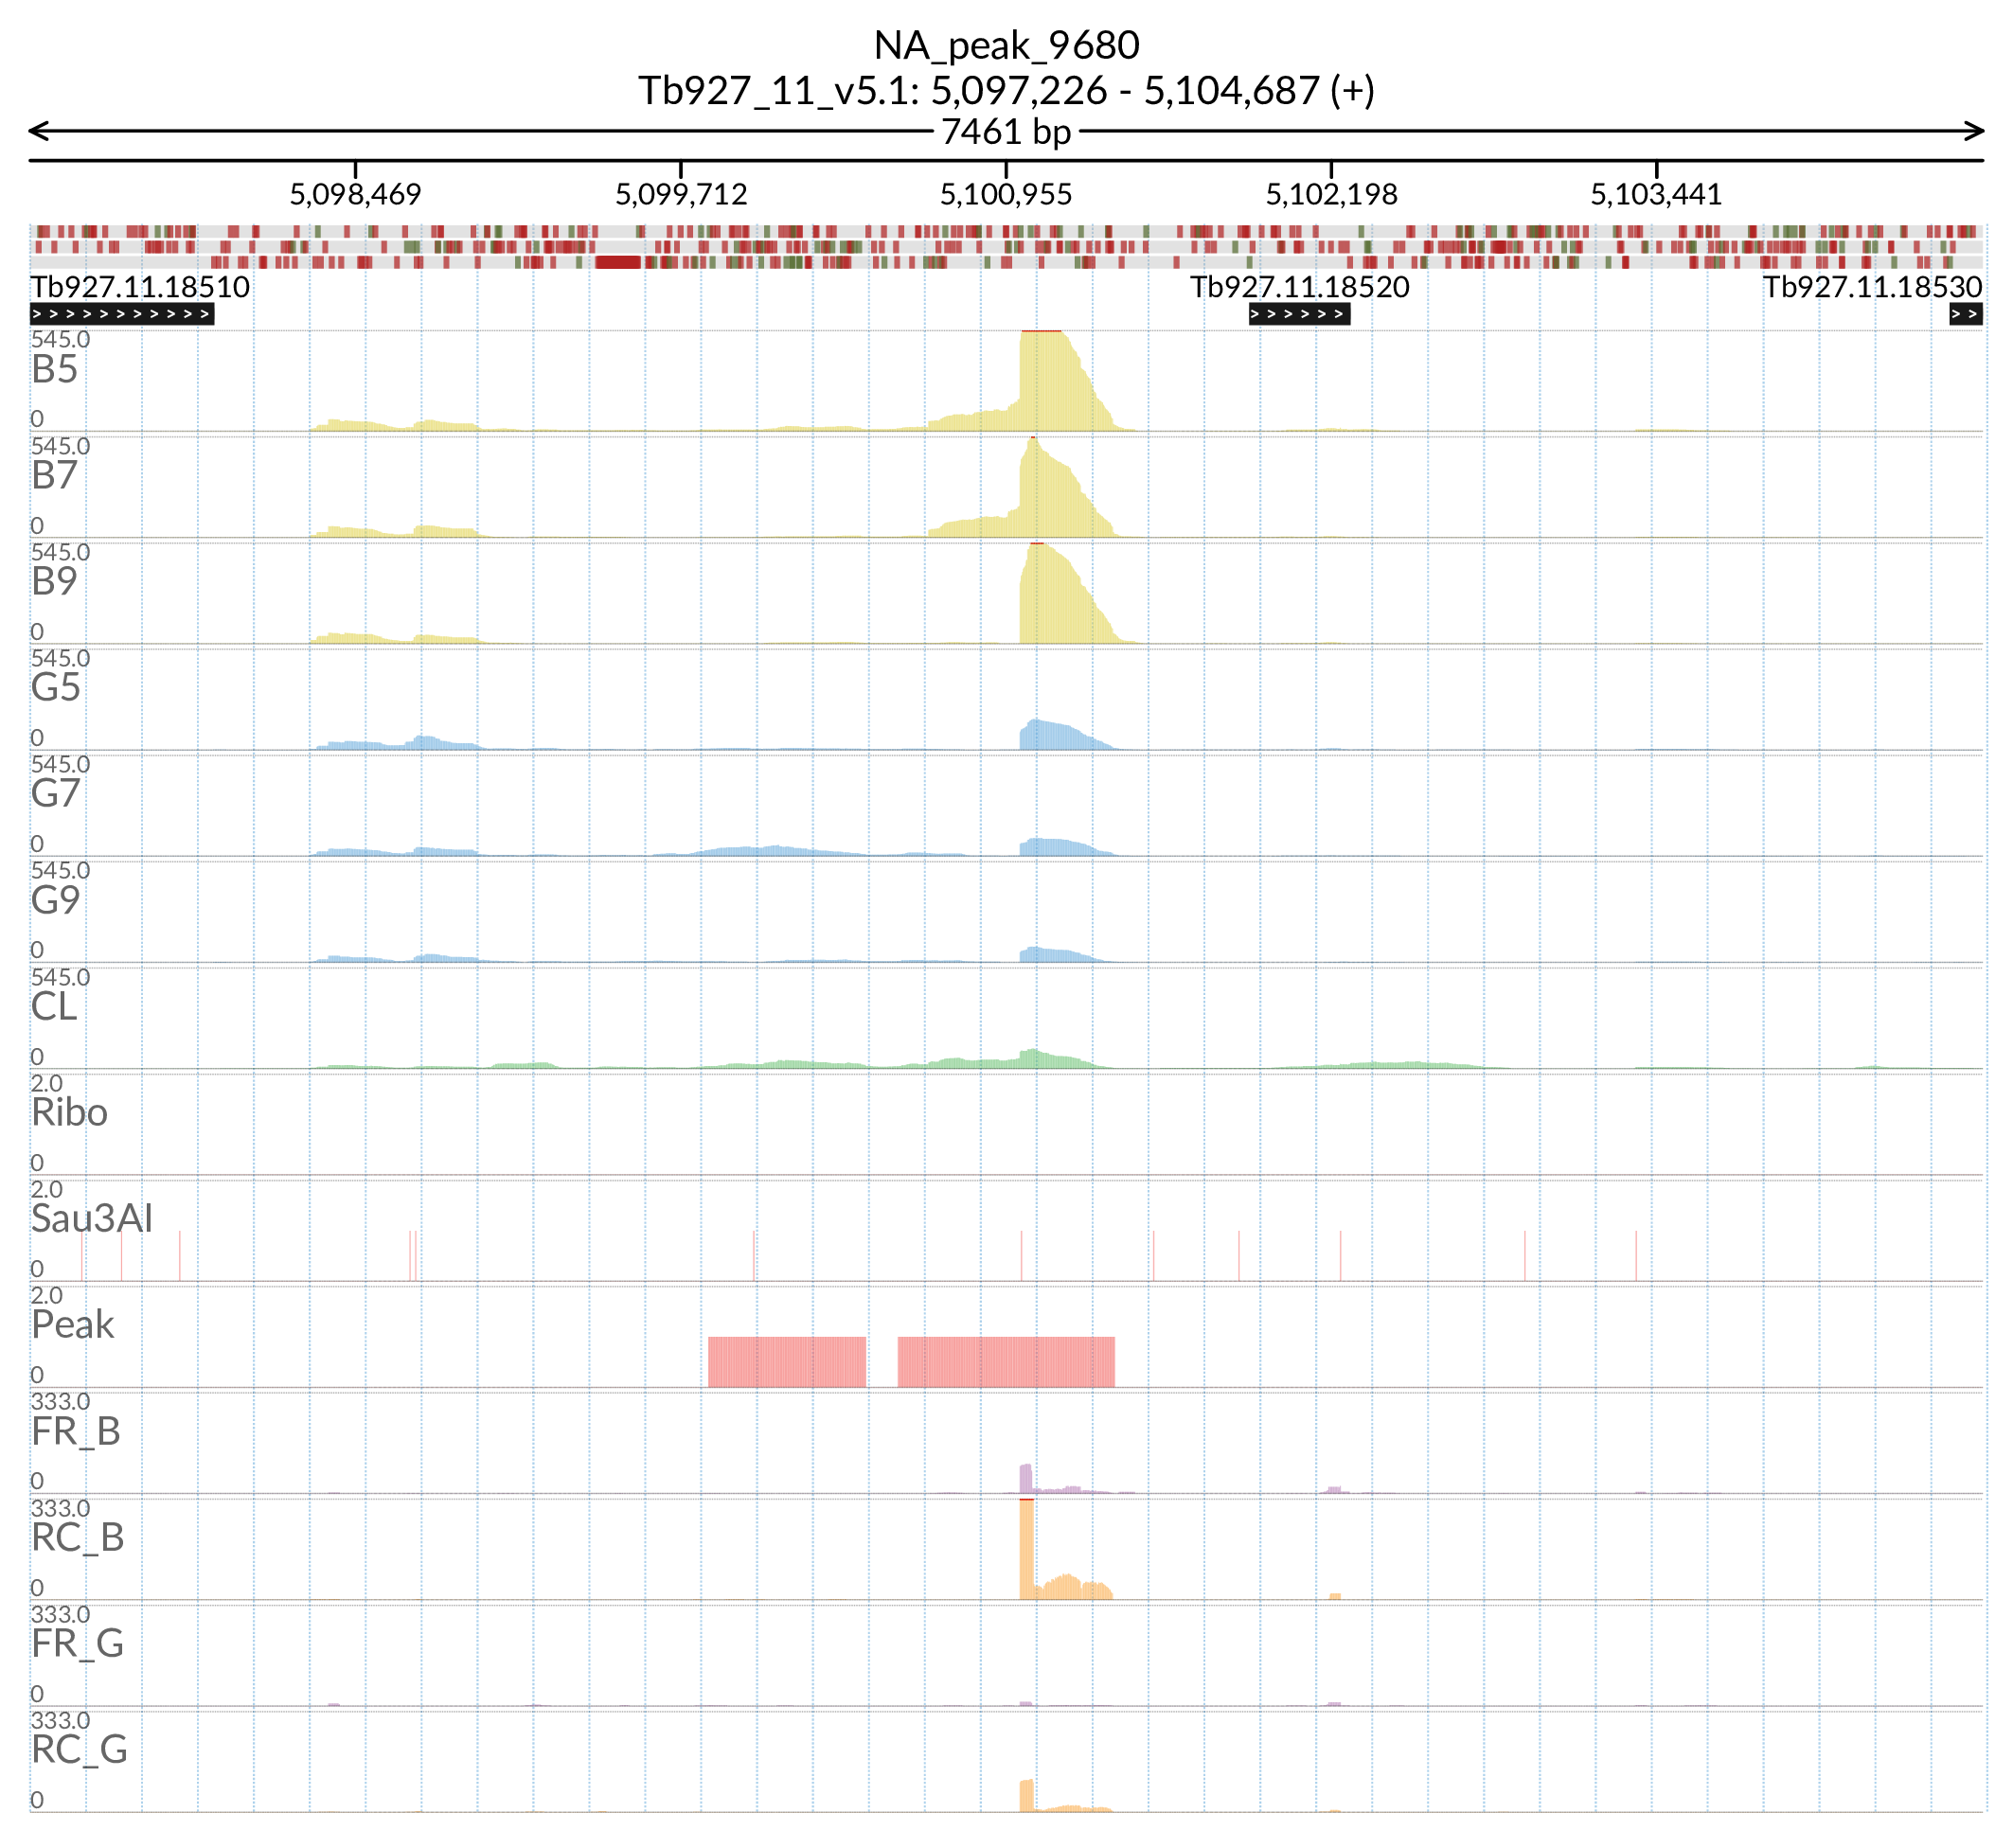 NA_peak_9680
Tb927_11_v5.1: 5,097,226 - 5,104,687 (+)
7461 bp
5,098,469 5,099,712 5,100,955 5,102,198 5,103,441
Tb927.11.18510 Tb927.11.18520 Tb927.11.18530
545.0
B5
0
545.0
B7
0
545.0
B9
0
545.0
G5
0
545.0
G7
0
545.0
G9
0
545.0
CL
0
2.0
Ribo
0
2.0
Sau3AI
0
2.0
Peak
0
333.0
FR_B
0
333.0
RC_B
0
333.0
FR_G
0
333.0
RC_G
0